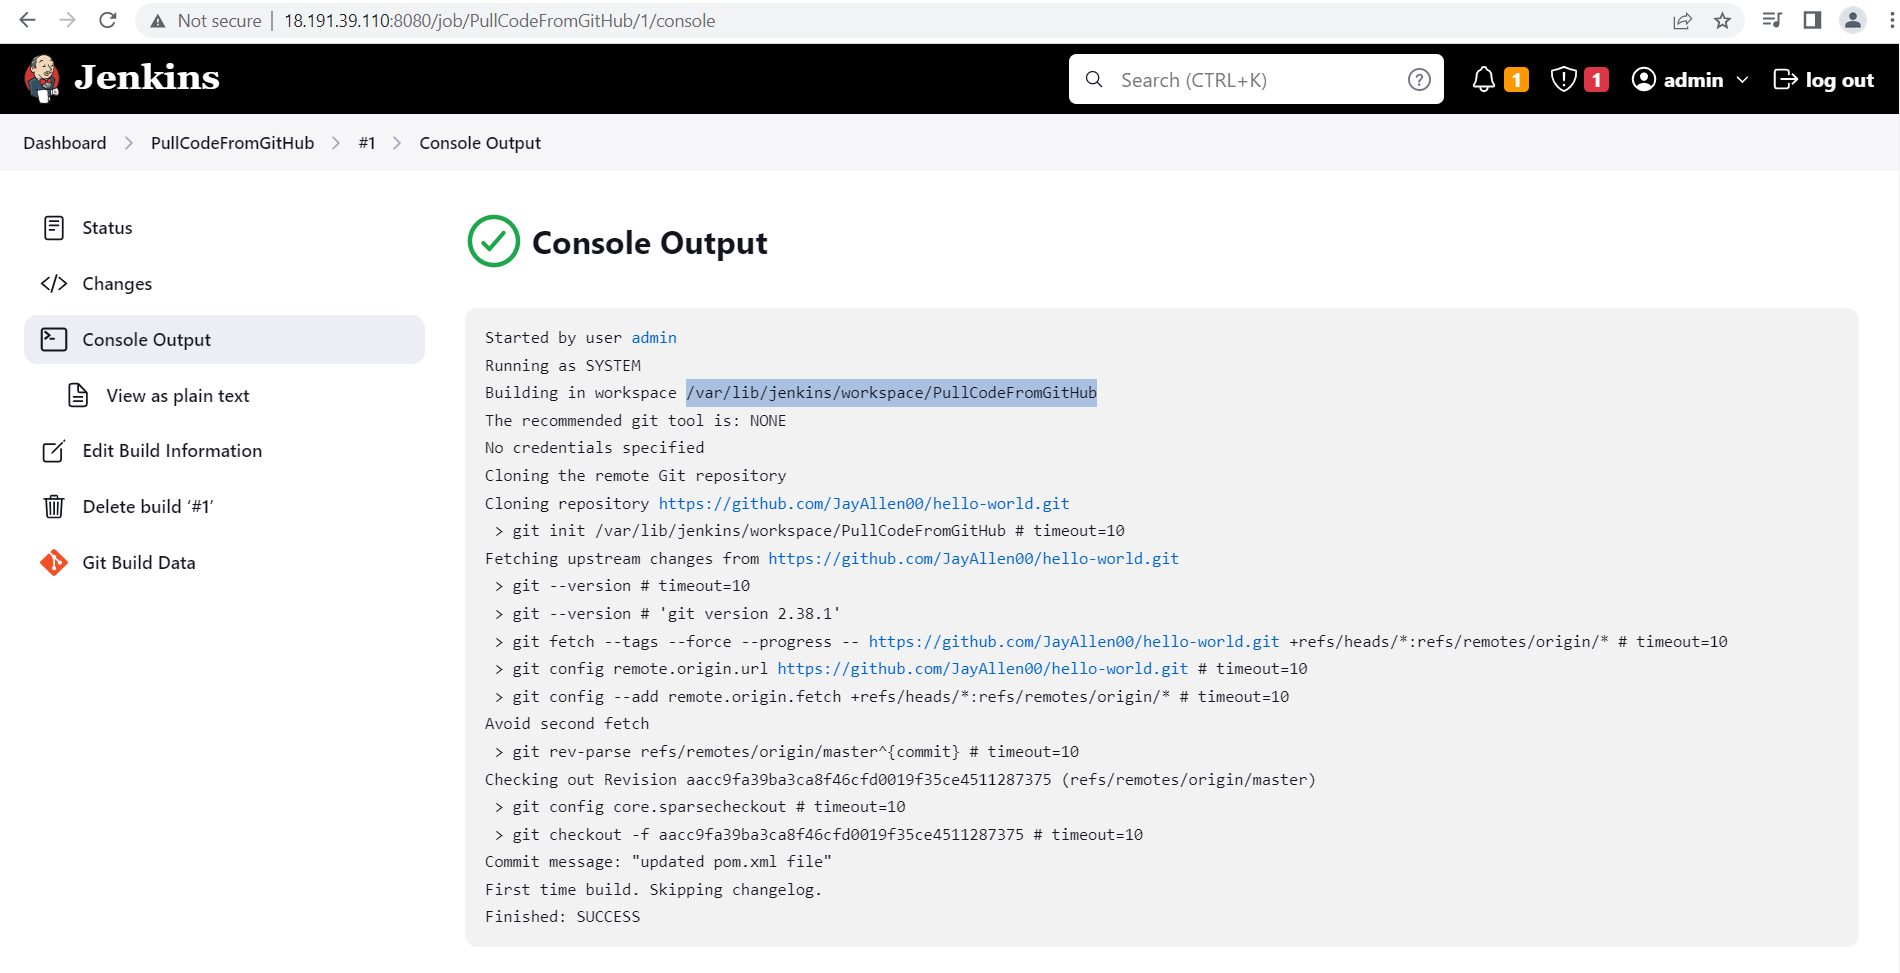 Not secure | 18.191.39.110:8080/job/PullCodeFromGitHub/1/console
Jenkins
Search (CTRL+K)
?
1
1
admin
log out
Dashboard
PullCodeFromGitHub
#1
Console Output
Status
Changes
Console Output
View as plain text
Edit Build Information
Delete build ‘#1’
Git Build Data
Console Output
Started by user admin
Running as SYSTEM
Building in workspace /var/lib/jenkins/workspace/PullCodeFromGitHub
The recommended git tool is: NONE
No credentials specified
Cloning the remote Git repository
Cloning repository https://github.com/JayAllen00/hello-world.git
> git init /var/lib/jenkins/workspace/PullCodeFromGitHub # timeout=10
Fetching upstream changes from https://github.com/JayAllen00/hello-world.git
> git --version # timeout=10
> git --version # 'git version 2.38.1'
> git fetch --tags --force --progress -- https://github.com/JayAllen00/hello-world.git +refs/heads/*:refs/remotes/origin/* # timeout=10
> git config remote.origin.url https://github.com/JayAllen00/hello-world.git # timeout=10
> git config --add remote.origin.fetch +refs/heads/*:refs/remotes/origin/* # timeout=10
Avoid second fetch
> git rev-parse refs/remotes/origin/master^{commit} # timeout=10
Checking out Revision aacc9fa39ba3ca8f46cfd0019f35ce4511287375 (refs/remotes/origin/master)
> git config core.sparsecheckout # timeout=10
> git checkout -f aacc9fa39ba3ca8f46cfd0019f35ce4511287375 # timeout=10
Commit message: "updated pom.xml file"
First time build. Skipping changelog.
Finished: SUCCESS